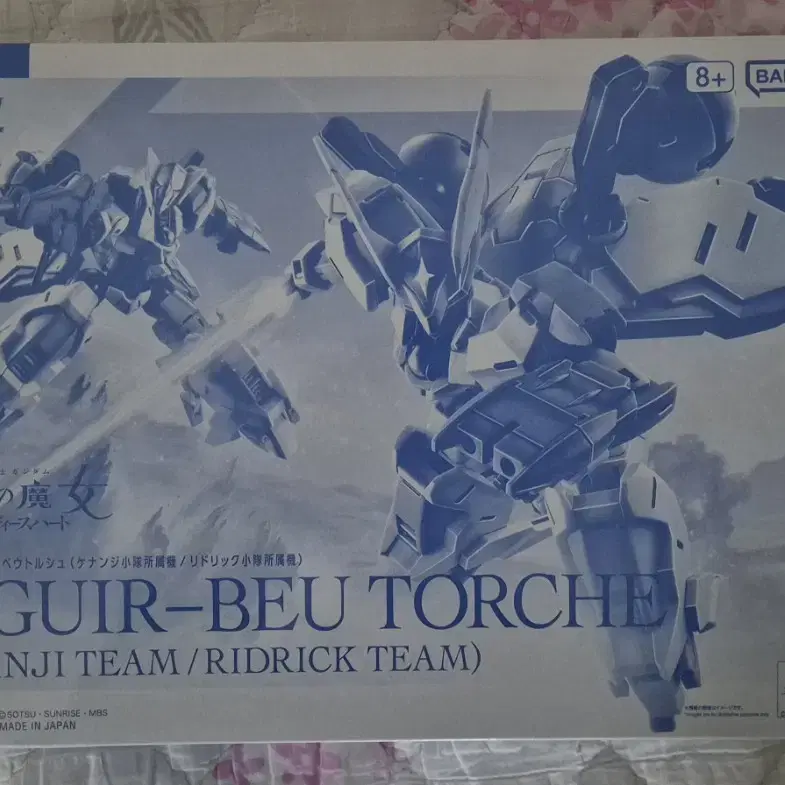 8+
BAN
の魔女
ベウトルシュ(ケナンジ小隊所属機/リドリック小隊所属機)
GUIR-BEU TORCHE
NJI TEAM/RIDRICK TEAM)
©SOTSU・SUNRISE・MBS
MADE IN JAPAN